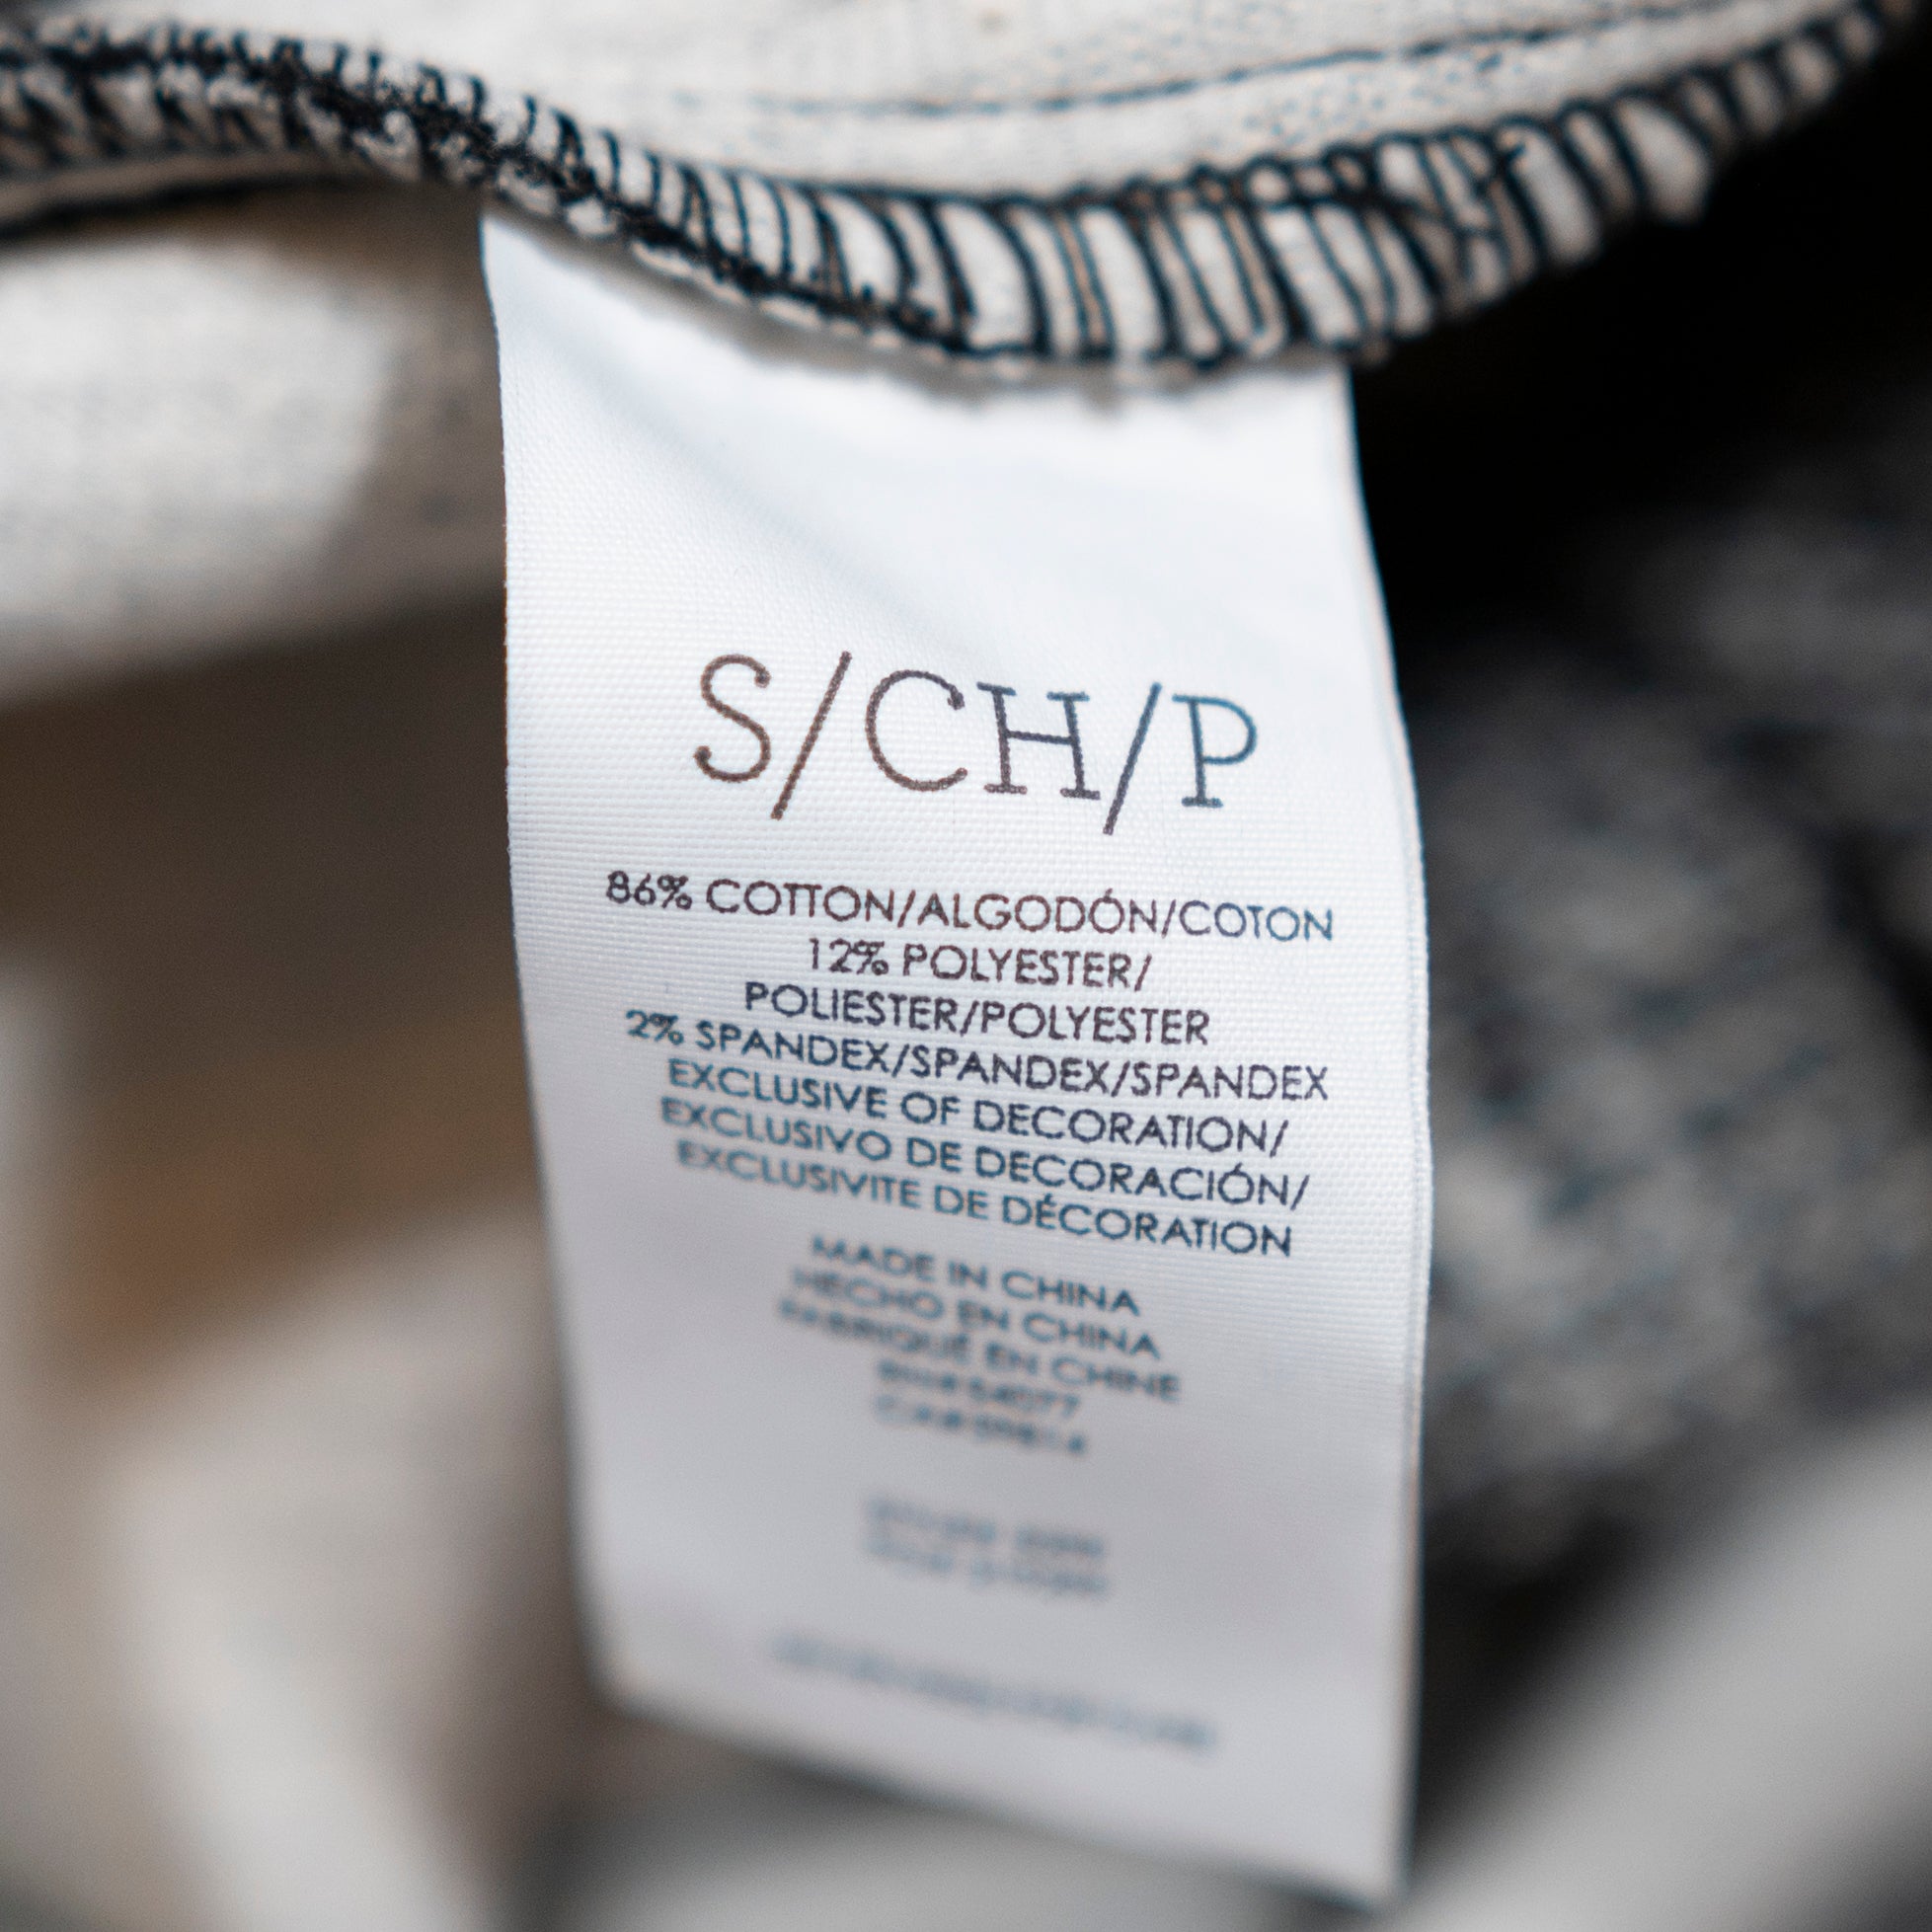 S/CH/P
86% COTTON/ALGODÓN/COTON
12% POLYESTER/
POLIESTER/POLYESTER
2% SPANDEX/SPANDEX/SPANDEX
EXCLUSIVE OF DECORATION/
EXCLUSIVO DE DECORACIÓN/
EXCLUSIVITE DE DÉCORATION
MADE IN CHINA
HECHO EN CHINA
FABRIQUÉ EN CHINE